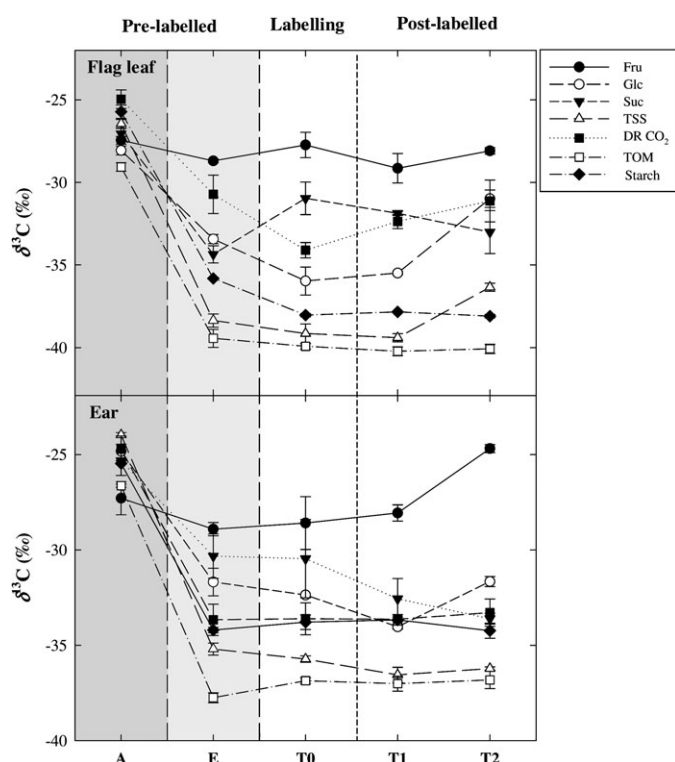 Pre-labelled Labelling Post-labelled
Flag leaf
-25
-30
-35
-40
δ¹³C (‰)
Fru
Glc
Suc
TSS
DR CO₂
TOM
Starch
Ear
-25
-30
-35
-40
δ¹³C (‰)
A E T0 T1 T2